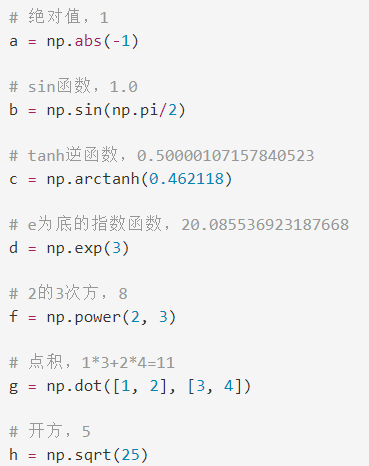 # 绝对值，1
a = np.abs(-1)
# sin函数，1.0
b = np.sin(np.pi/2)
# tanh逆函数，0.50000107157840523
c = np.arctanh(0.462118)
# e为底的指数函数，20.085536923187668
d = np.exp(3)
# 2的3次方，8
f = np.power(2, 3)
# 点积，1*3+2*4=11
g = np.dot([1, 2], [3, 4])
# 开方，5
h = np.sqrt(25)